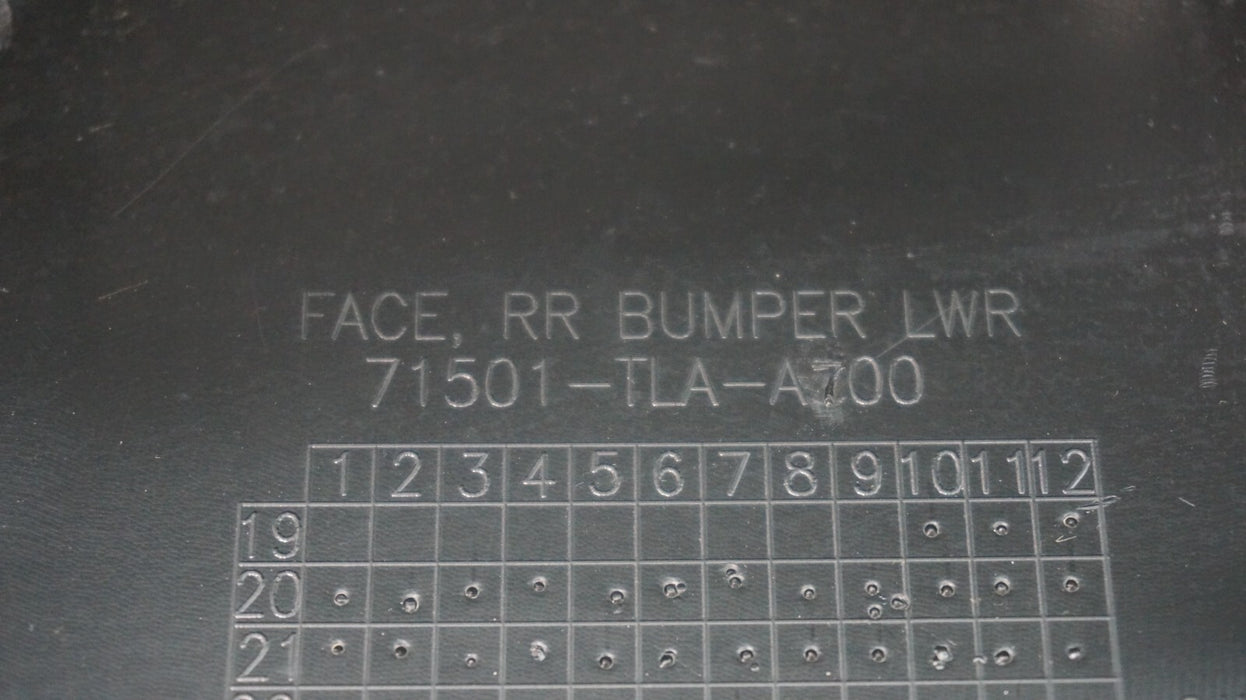 FACE, RR BUMPER LWR
71501-TLA-A700
1 2 3 4 5 6 7 8 9 10 11 12
19
20
21